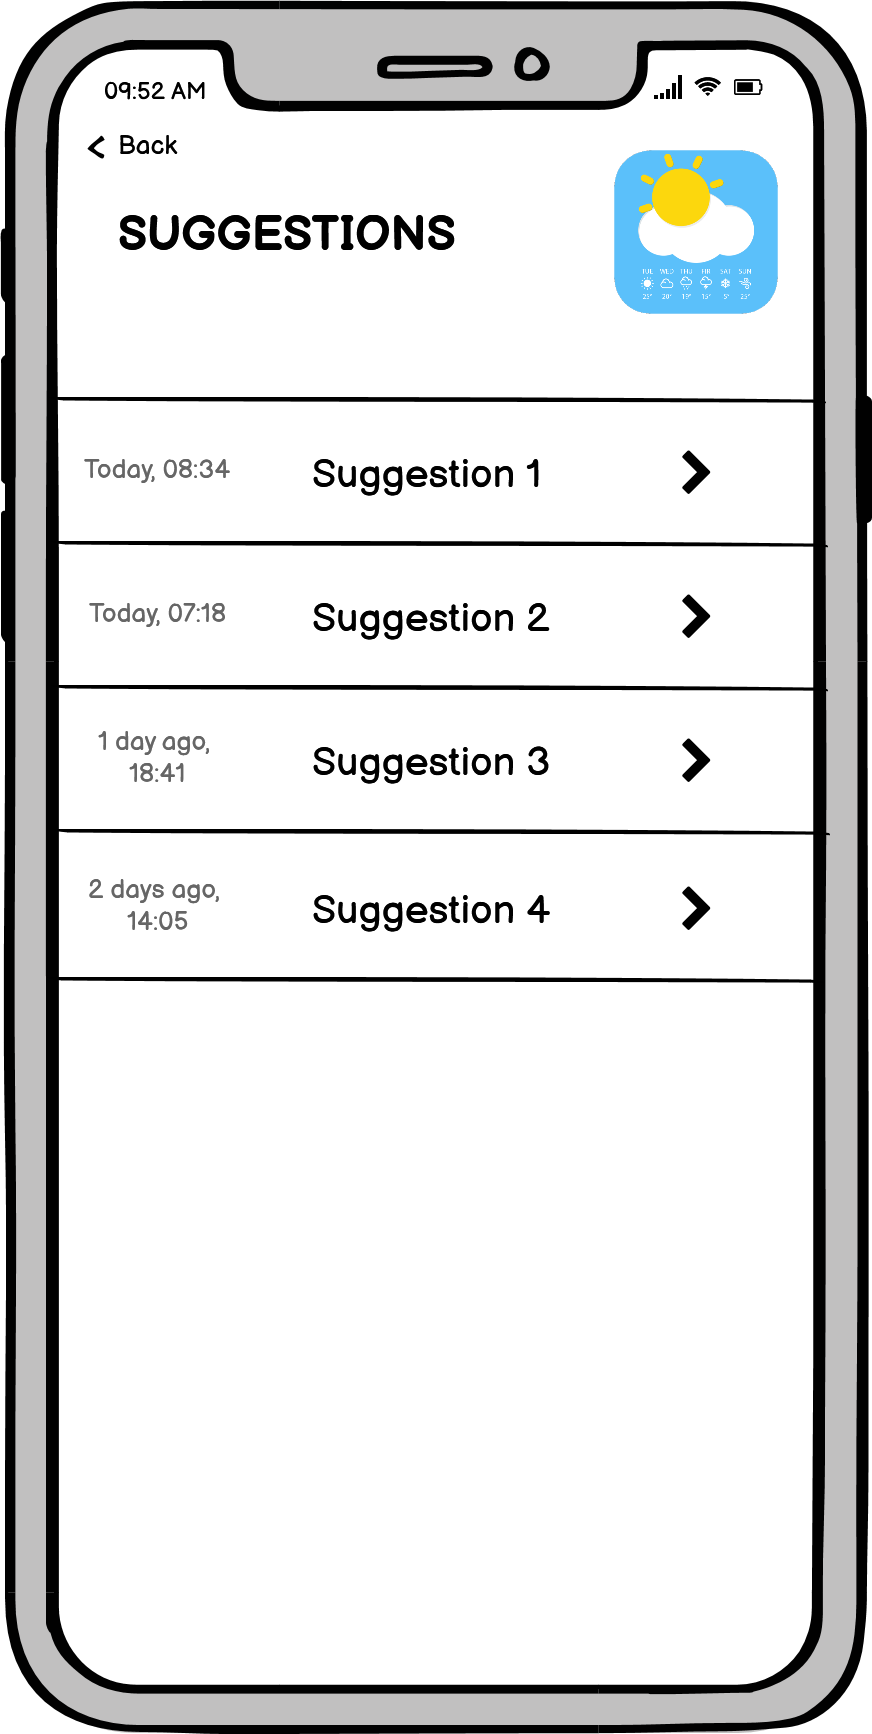 09:52 AM
Back
SUGGESTIONS
TUE WED THU FRI SAT SUN
25° 20° 19° 15° 5° 23°
Today, 08:34
Suggestion 1
Today, 07:18
Suggestion 2
1 day ago,
18:41
Suggestion 3
2 days ago,
14:05
Suggestion 4